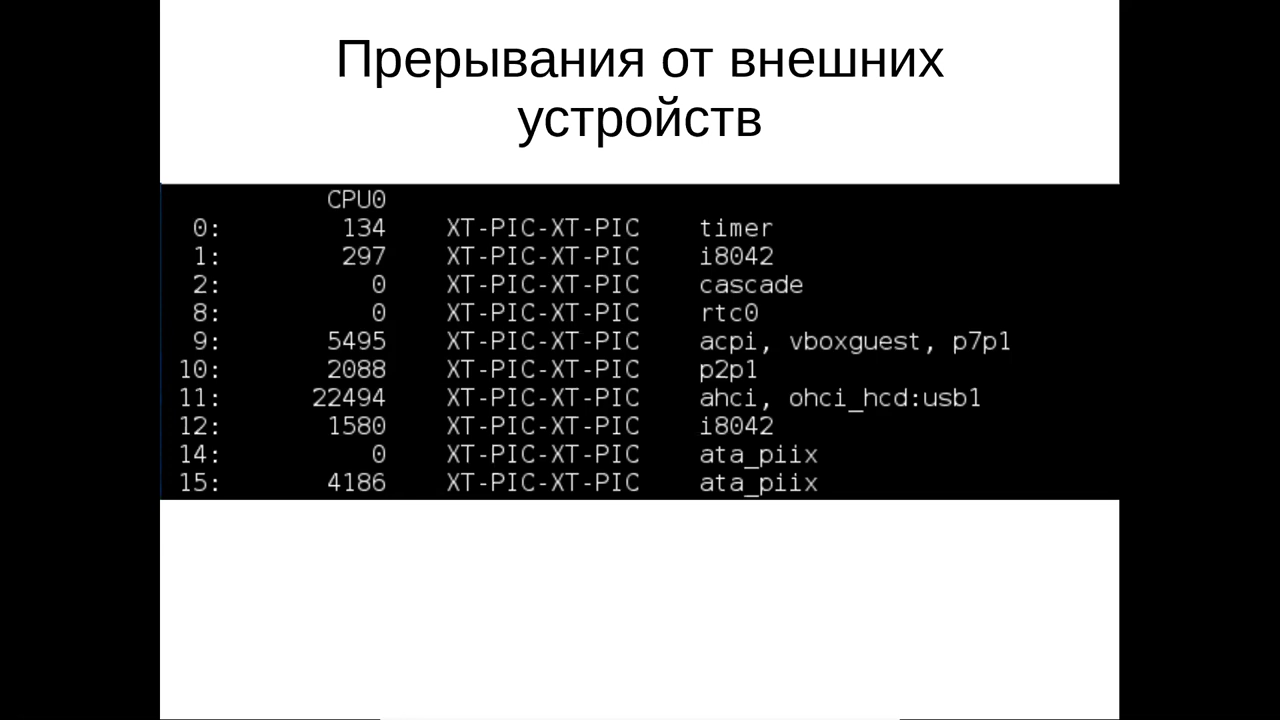 Прерывания от внешних
устройств
CPU0
0: 134 XT-PIC-XT-PIC timer
1: 297 XT-PIC-XT-PIC i8042
2: 0 XT-PIC-XT-PIC cascade
8: 0 XT-PIC-XT-PIC rtc0
9: 5495 XT-PIC-XT-PIC acpi, vboxguest, p7p1
10: 2088 XT-PIC-XT-PIC p2p1
11: 22494 XT-PIC-XT-PIC ahci, ohci_hcd:usb1
12: 1580 XT-PIC-XT-PIC i8042
14: 0 XT-PIC-XT-PIC ata_piix
15: 4186 XT-PIC-XT-PIC ata_piix